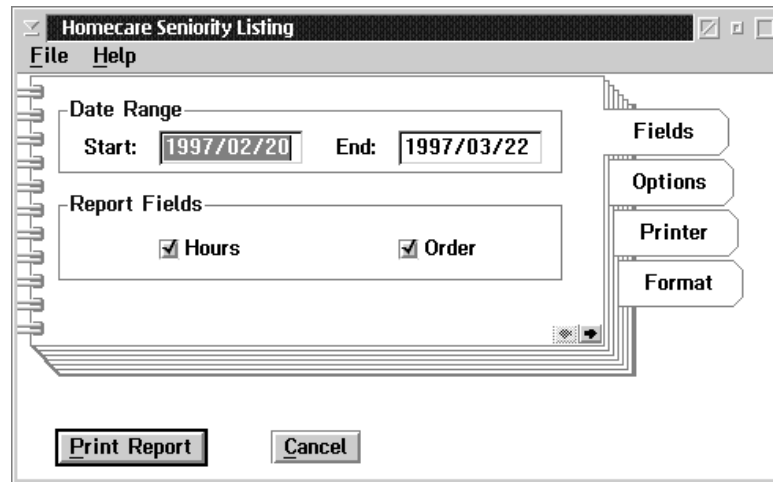 Homecare Seniority Listing
File Help
Date Range
Start: 1997/02/20 End: 1997/03/22
Report Fields
Hours Order
Fields
Options
Printer
Format
Print Report Cancel